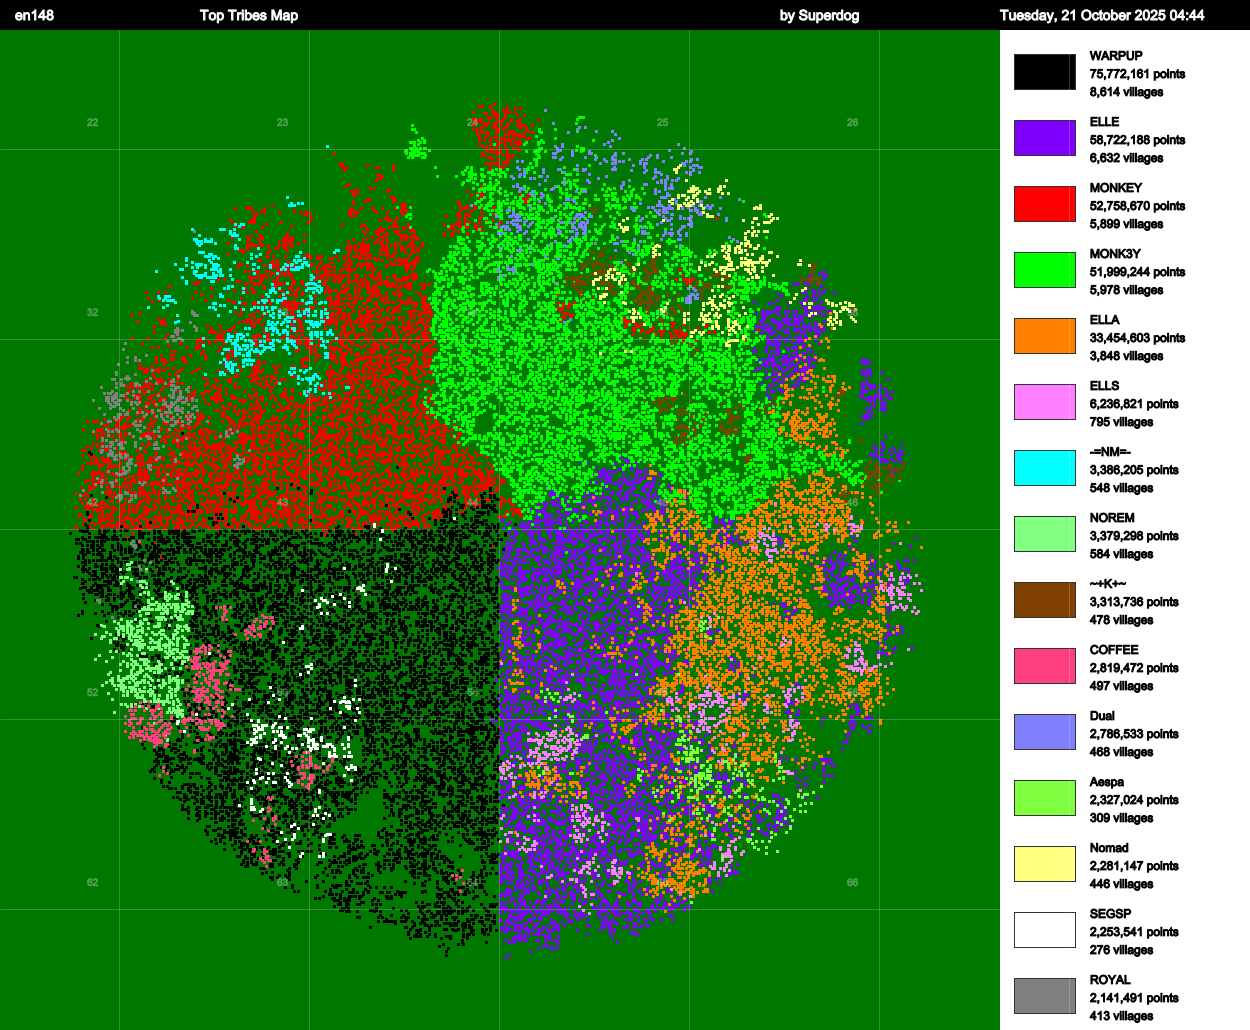 en148 Top Tribes Map by Superdog Tuesday, 21 October 2025 04:44
22 23 24 25 26
32
42 43 44
52
62 63 66
WARPUP
75,772,161 points
8,614 villages
ELLE
58,722,188 points
6,632 villages
MONKEY
52,758,670 points
5,899 villages
MONK3Y
51,999,244 points
5,978 villages
ELLA
33,454,603 points
3,848 villages
ELLS
6,236,821 points
795 villages
-=NM=-
3,386,205 points
548 villages
NOREM
3,379,298 points
584 villages
~+K+~
3,313,736 points
478 villages
COFFEE
2,819,472 points
497 villages
Dual
2,786,533 points
468 villages
Aespa
2,327,024 points
309 villages
Nomad
2,281,147 points
446 villages
SEGSP
2,253,541 points
276 villages
ROYAL
2,141,491 points
413 villages